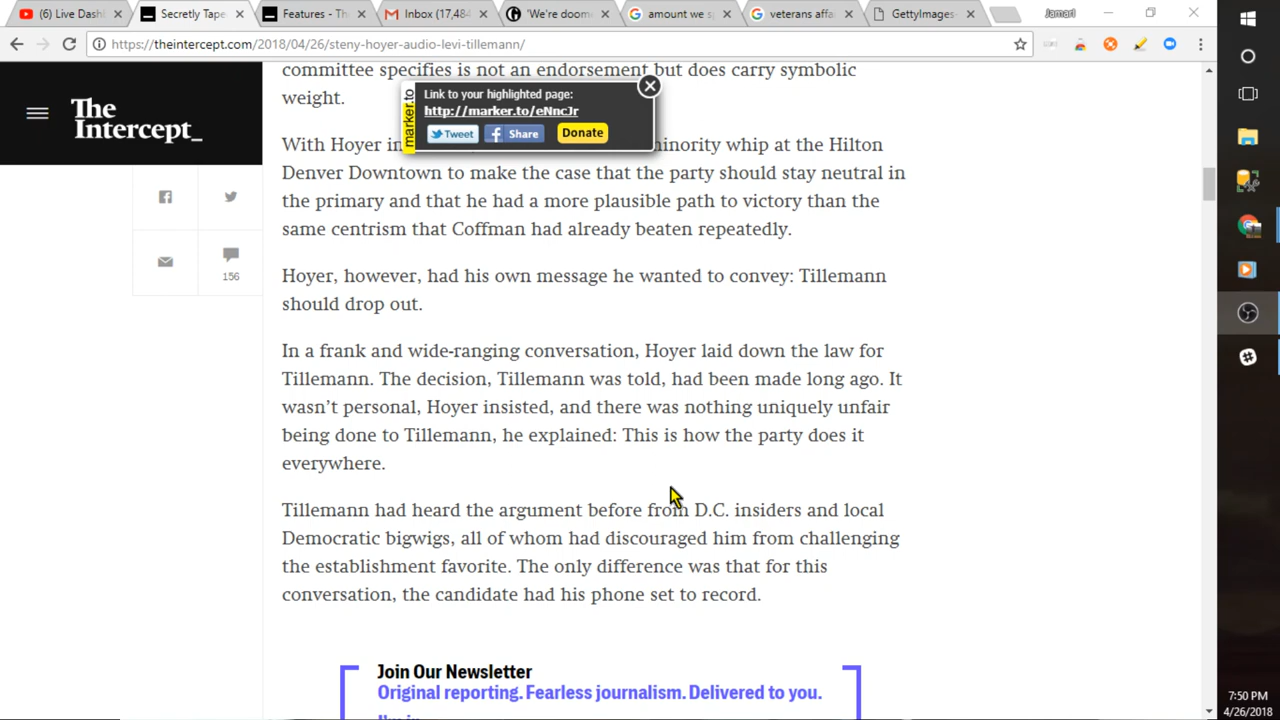 (6) Live Dash
Secretly Tape
Features - Th
Inbox (17,484
'We're doom
amount we s
veterans affa
GettyImages
Jamarl
https://theintercept.com/2018/04/26/steny-hoyer-audio-levi-tillemann/
The
Intercept_
156
committee specifies is not an endorsement but does carry symbolic
weight.
marker.to
Link to your highlighted page:
http://marker.to/eNncJr
Tweet
Share
Donate
With Hoyer in minority whip at the Hilton
Denver Downtown to make the case that the party should stay neutral in
the primary and that he had a more plausible path to victory than the
same centrism that Coffman had already beaten repeatedly.
Hoyer, however, had his own message he wanted to convey: Tillemann
should drop out.
In a frank and wide-ranging conversation, Hoyer laid down the law for
Tillemann. The decision, Tillemann was told, had been made long ago. It
wasn't personal, Hoyer insisted, and there was nothing uniquely unfair
being done to Tillemann, he explained: This is how the party does it
everywhere.
Tillemann had heard the argument before from D.C. insiders and local
Democratic bigwigs, all of whom had discouraged him from challenging
the establishment favorite. The only difference was that for this
conversation, the candidate had his phone set to record.
Join Our Newsletter
Original reporting. Fearless journalism. Delivered to you.
I'm in
7:50 PM
4/26/2018